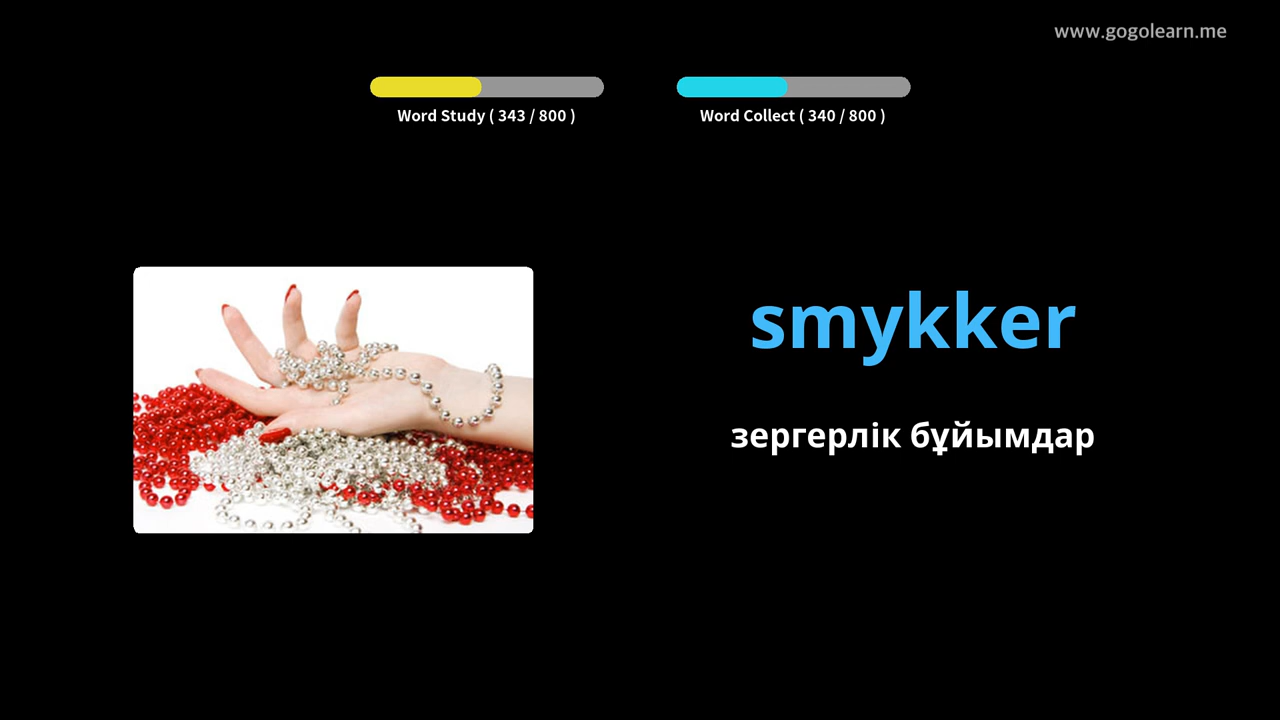 www.gogolearn.me
Word Study ( 343 / 800 )
Word Collect ( 340 / 800 )
smykker
зергерлік бұйымдар